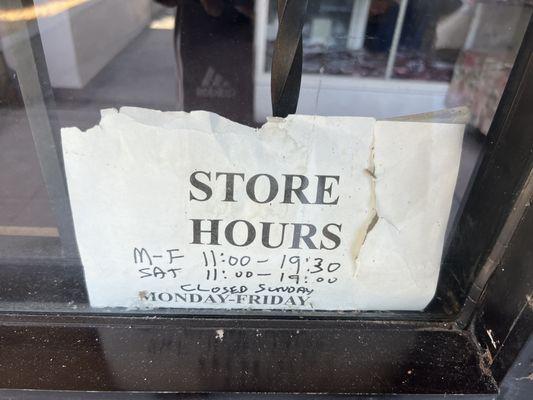 STORE
HOURS
M-F 11:00 - 19:30
SAT 11:00 - 19:00
CLOSED SUNDAY
MONDAY-FRIDAY